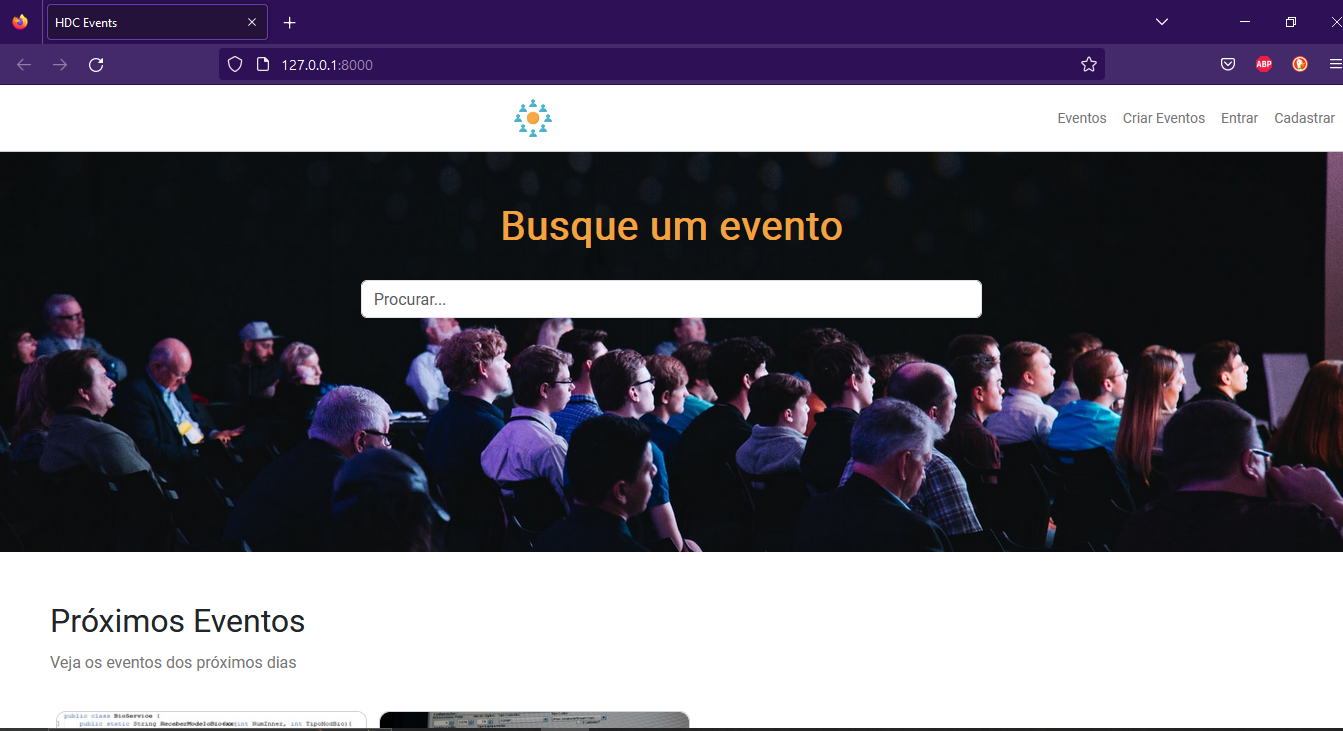 HDC Events
127.0.0.1:8000
ABP
Eventos Criar Eventos Entrar Cadastrar
Busque um evento
Procurar...
Próximos Eventos
Veja os eventos dos próximos dias
public class BioService {
public static String ReceberModeloBio6xx(int NumInner, int TipoModBio){